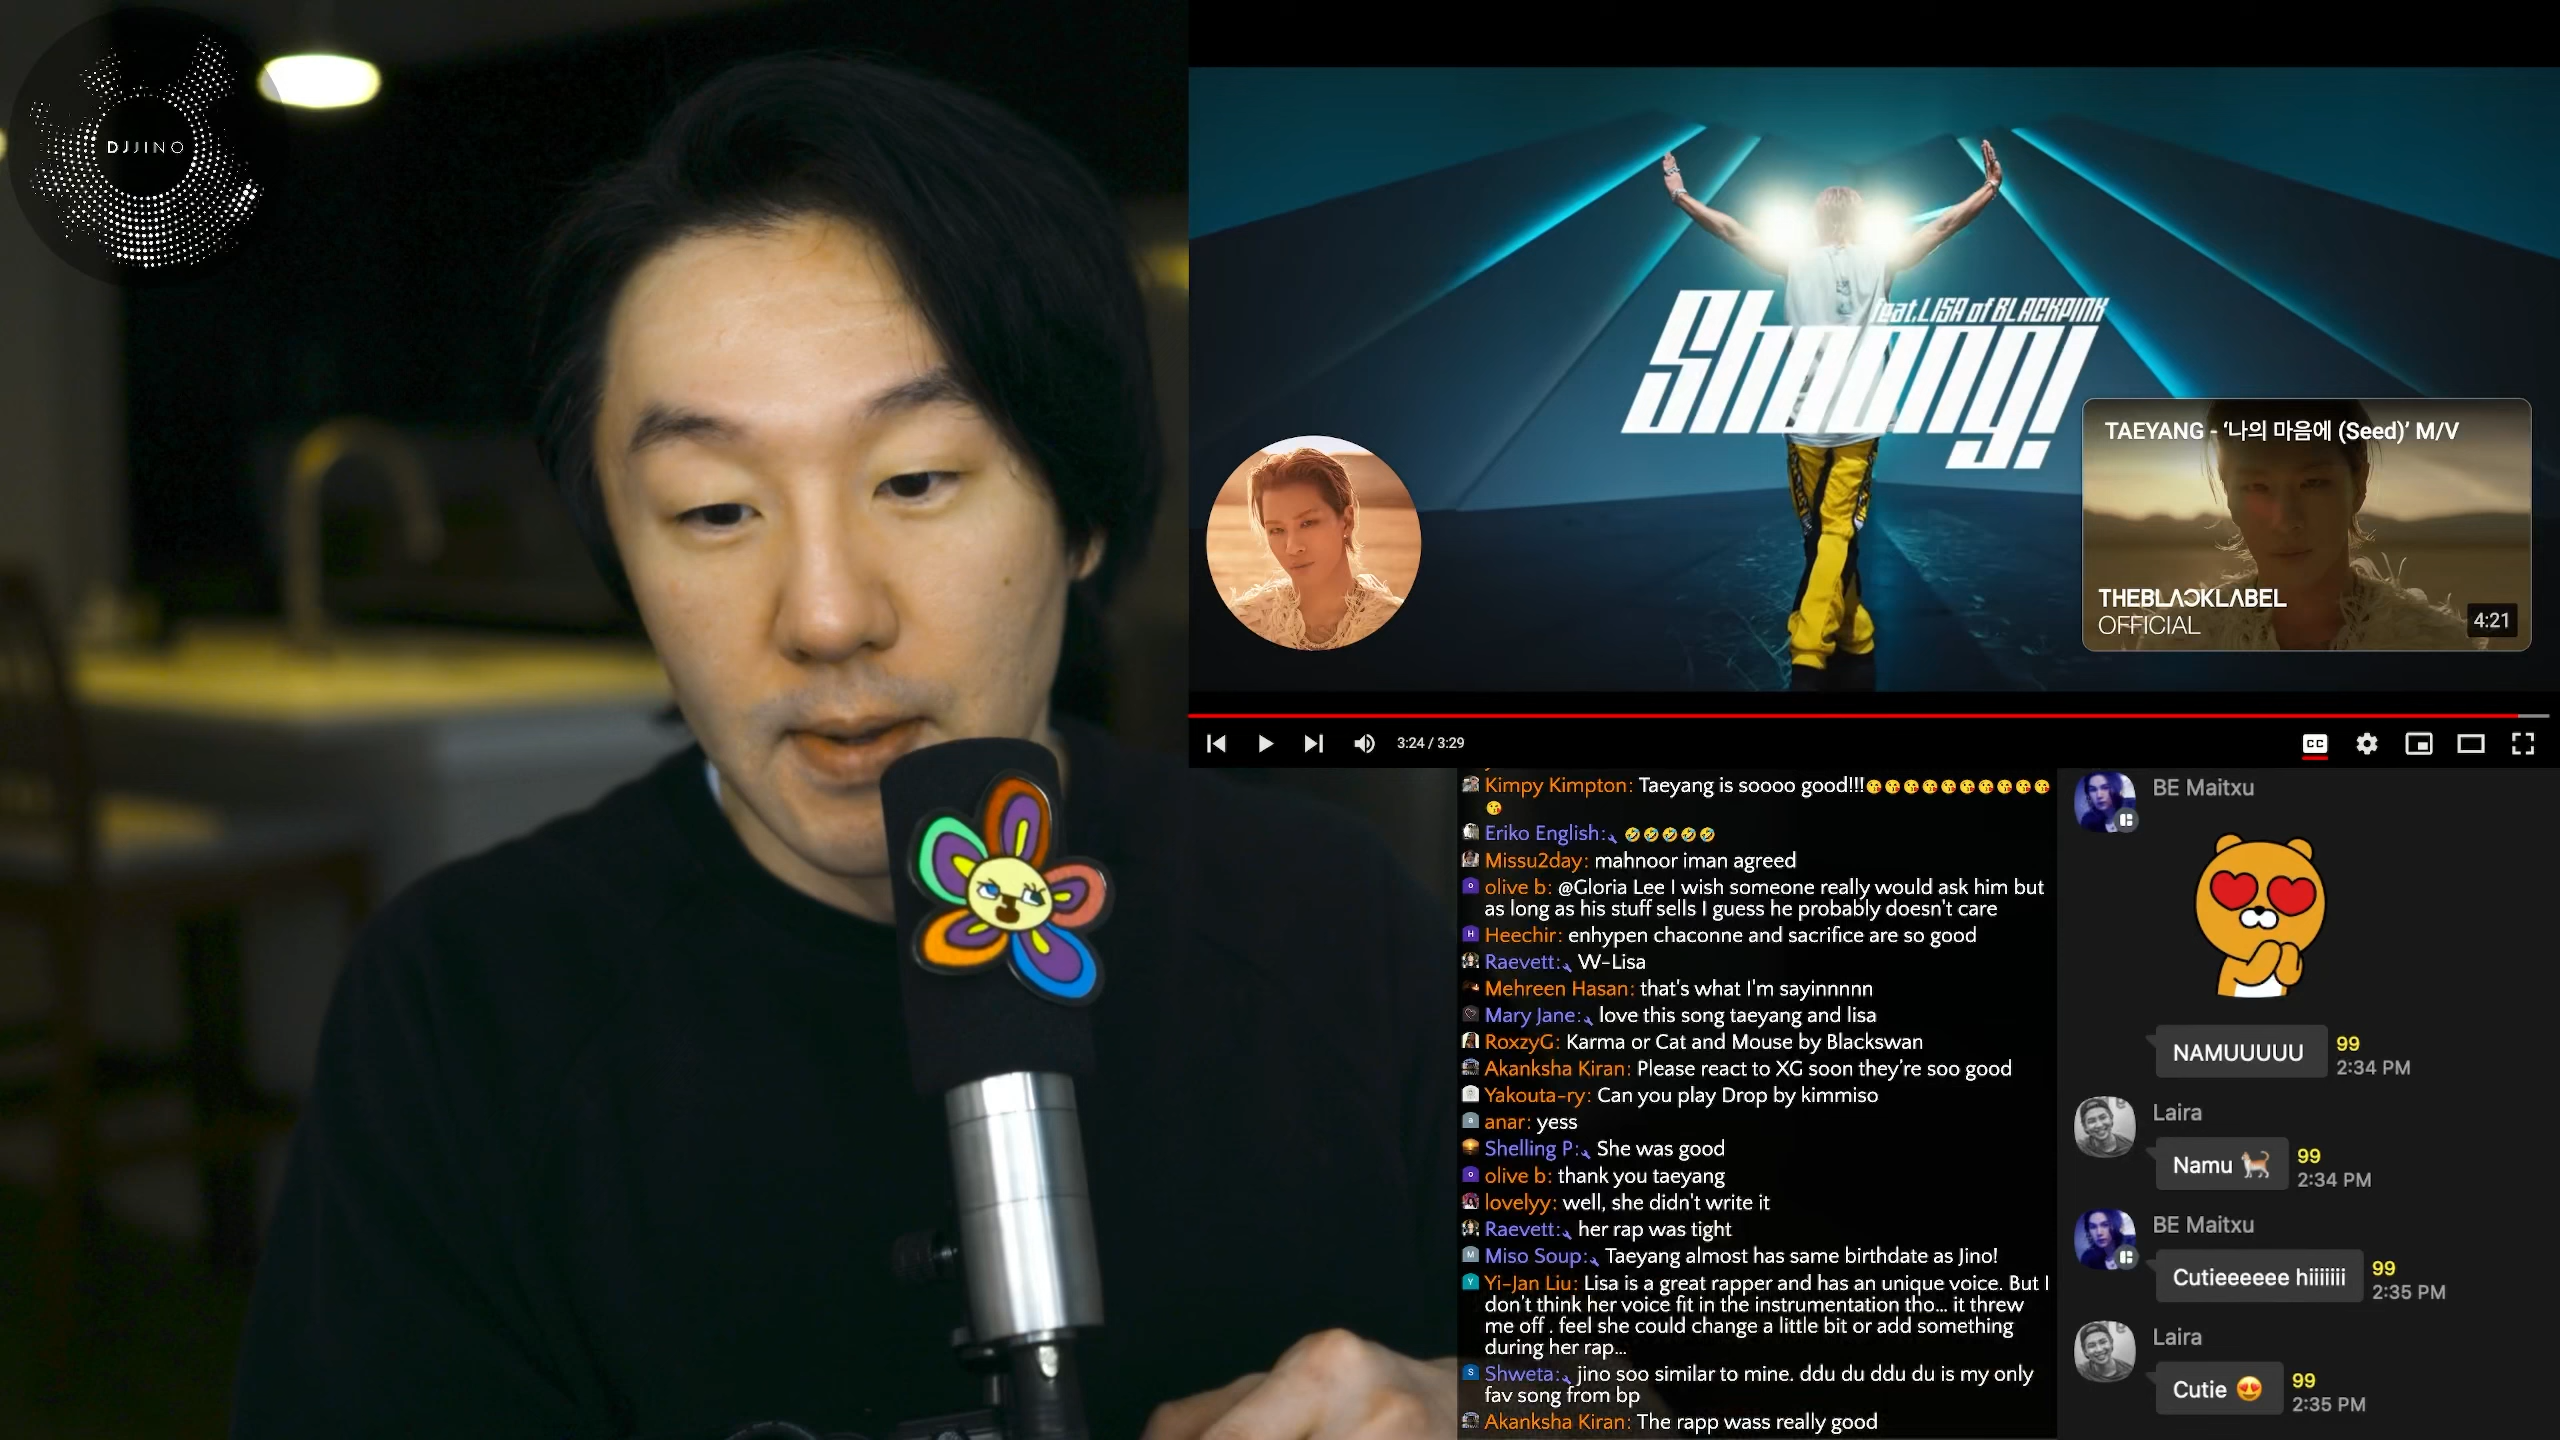 DJJINO
feat.LISA of BLACKPINK
Shoong!
TAEYANG - ‘나의 마음에 (Seed)’ M/V
THEBLACKLABEL
OFFICIAL
4:21
3:24 / 3:29
CC
Kimpy Kimpton: Taeyang is soooo good!!!😘😘😘😘😘😘😘😘😘😘
😘
Eriko English: 🤣🤣🤣🤣🤣
Missu2day: mahnoor iman agreed
olive b: @Gloria Lee I wish someone really would ask him but
as long as his stuff sells I guess he probably doesn't care
Heechir: enhypen chaconne and sacrifice are so good
Raevett: W-Lisa
Mehreen Hasan: that's what I'm sayinnnnn
Mary Jane: love this song taeyang and lisa
RoxzyG: Karma or Cat and Mouse by Blackswan
Akanksha Kiran: Please react to XG soon they’re soo good
Yakouta-ry: Can you play Drop by kimmiso
anar: yess
Shelling P: She was good
olive b: thank you taeyang
lovelyy: well, she didn't write it
Raevett: her rap was tight
Miso Soup: Taeyang almost has same birthdate as Jino!
Yi-Jan Liu: Lisa is a great rapper and has an unique voice. But I
don't think her voice fit in the instrumentation tho... it threw
me off . feel she could change a little bit or add something
during her rap...
Shweta: jino soo similar to mine. ddu du ddu du is my only
fav song from bp
Akanksha Kiran: The rapp wass really good
BE Maitxu
NAMUUUUU
99
2:34 PM
Laira
Namu 🐈
99
2:34 PM
BE Maitxu
Cutieeeeee hiiiiiii
99
2:35 PM
Laira
Cutie 😍
99
2:35 PM